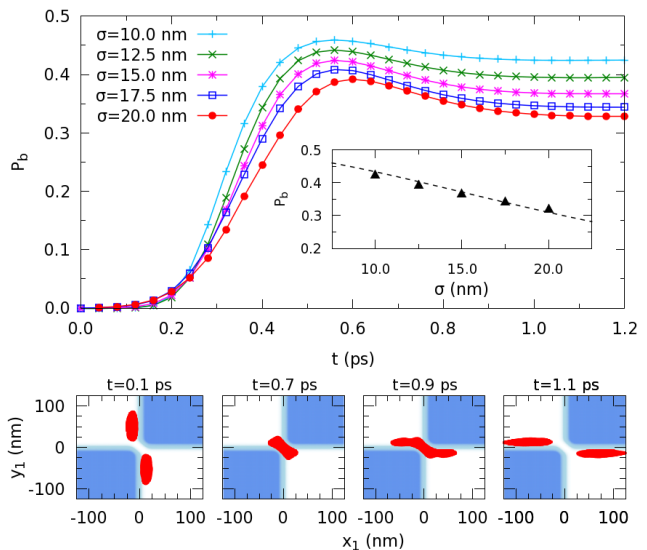 σ=10.0 nm
σ=12.5 nm
σ=15.0 nm
σ=17.5 nm
σ=20.0 nm
P_b
0.5
0.4
0.3
0.2
0.1
0.0
0.0 0.2 0.4 0.6 0.8 1.0 1.2
t (ps)
P_b
0.5
0.4
0.3
0.2
10.0 15.0 20.0
σ (nm)
t=0.1 ps t=0.7 ps t=0.9 ps t=1.1 ps
y_1 (nm)
100
0
-100
-100 0 100 -100 0 100 -100 0 100 -100 0 100
x_1 (nm)